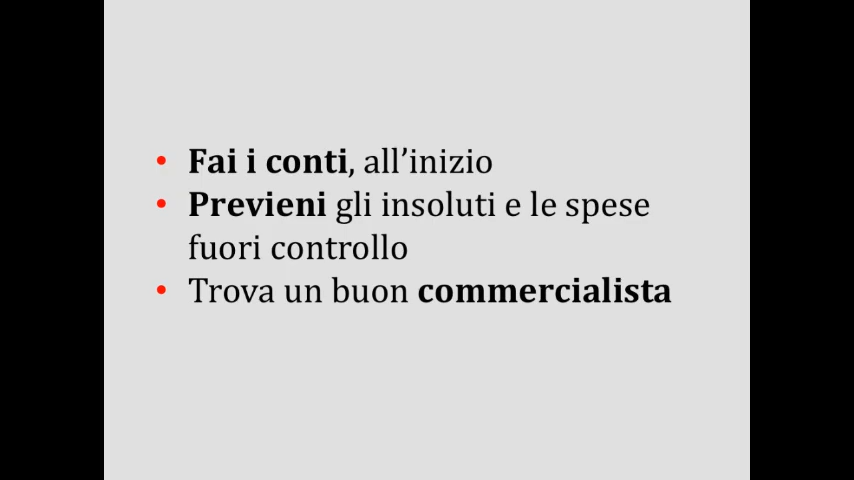 • Fai i conti, all’inizio
• Previeni gli insoluti e le spese
fuori controllo
• Trova un buon commercialista